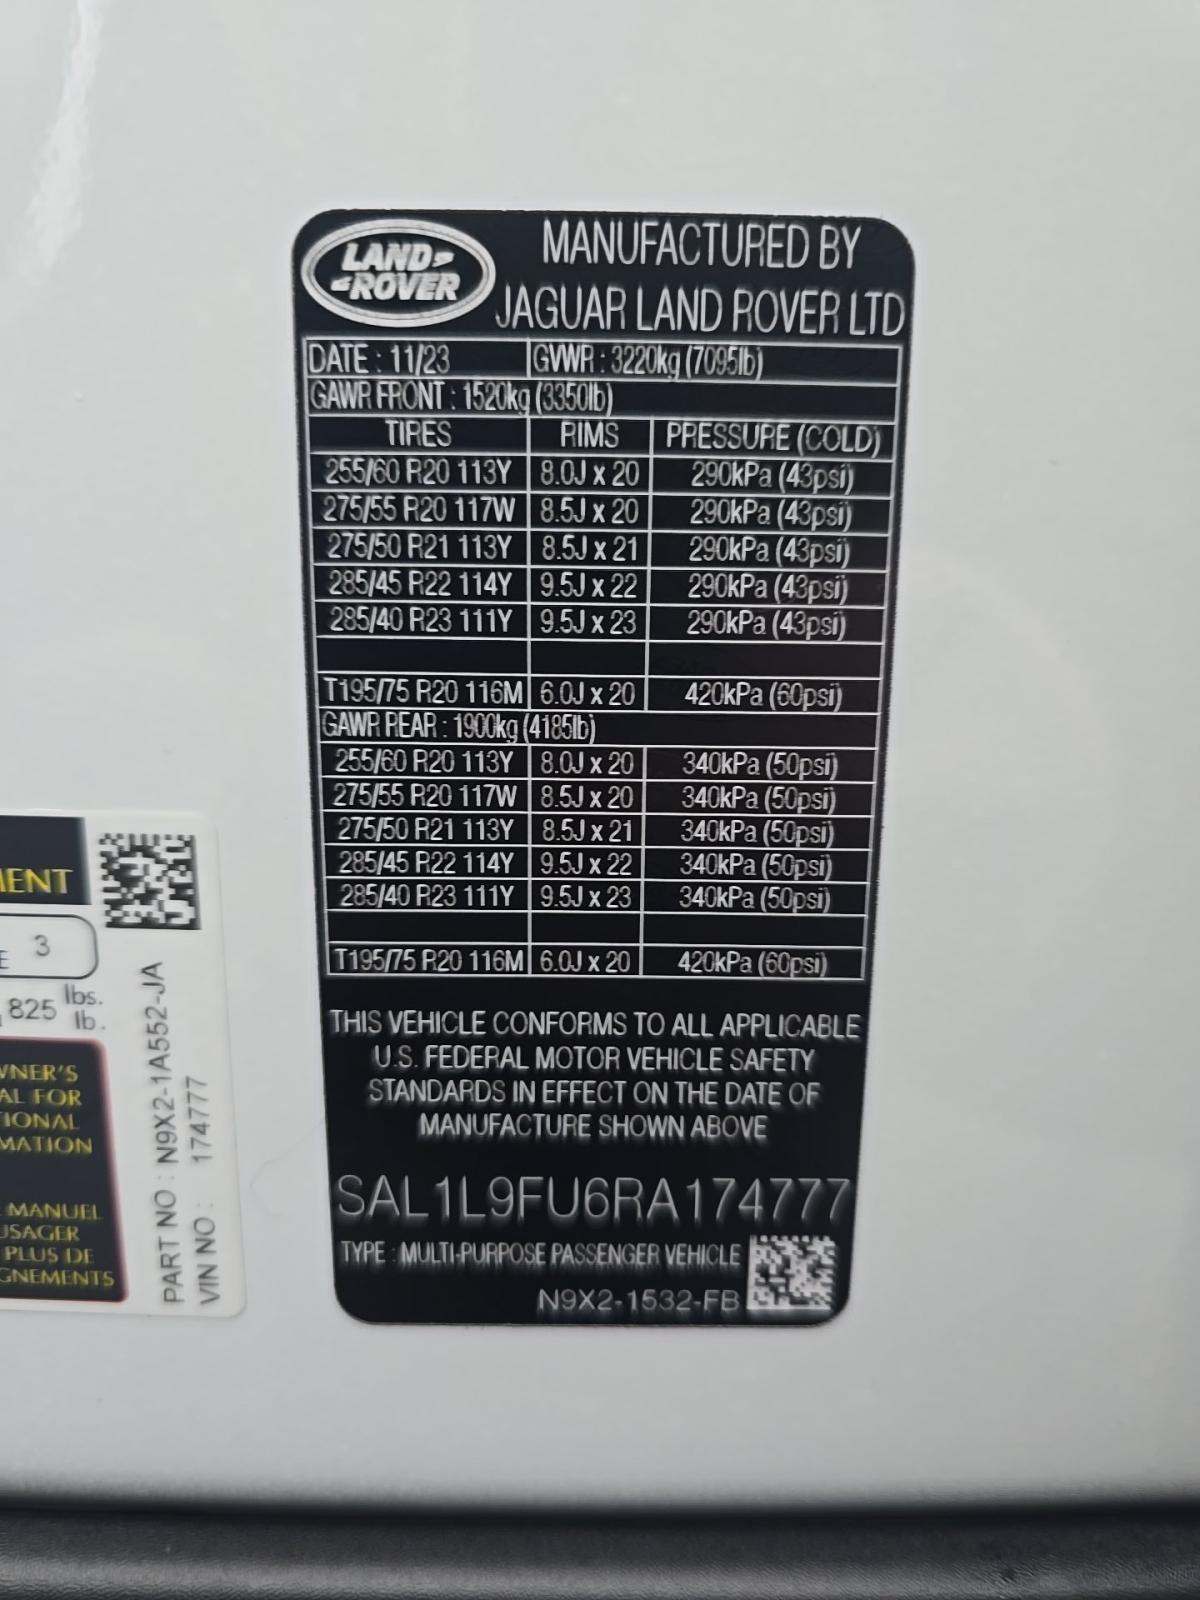 LAND
ROVER
MANUFACTURED BY
JAGUAR LAND ROVER LTD
DATE : 11/23 GVWR : 3220kg (7095lb)
GAWR FRONT : 1520kg (3350lb)
TIRES RIMS PRESSURE (COLD)
255/60 R20 113Y 8.0J x 20 290kPa (43psi)
275/55 R20 117W 8.5J x 20 290kPa (43psi)
275/50 R21 113Y 8.5J x 21 290kPa (43psi)
285/45 R22 114Y 9.5J x 22 290kPa (43psi)
285/40 R23 111Y 9.5J x 23 290kPa (43psi)
T195/75 R20 116M 6.0J x 20 420kPa (60psi)
GAWR REAR : 1900kg (4185lb)
255/60 R20 113Y 8.0J x 20 340kPa (50psi)
275/55 R20 117W 8.5J x 20 340kPa (50psi)
275/50 R21 113Y 8.5J x 21 340kPa (50psi)
285/45 R22 114Y 9.5J x 22 340kPa (50psi)
285/40 R23 111Y 9.5J x 23 340kPa (50psi)
T195/75 R20 116M 6.0J x 20 420kPa (60psi)
THIS VEHICLE CONFORMS TO ALL APPLICABLE
U.S. FEDERAL MOTOR VEHICLE SAFETY
STANDARDS IN EFFECT ON THE DATE OF
MANUFACTURE SHOWN ABOVE
SAL1L9FU6RA174777
TYPE : MULTI-PURPOSE PASSENGER VEHICLE
N9X2-1532-FB
3
825 lbs.
lb.
FOR
MANUEL
PLUS DE
PART NO : N9X2-1A552-JA
VIN NO : 174777